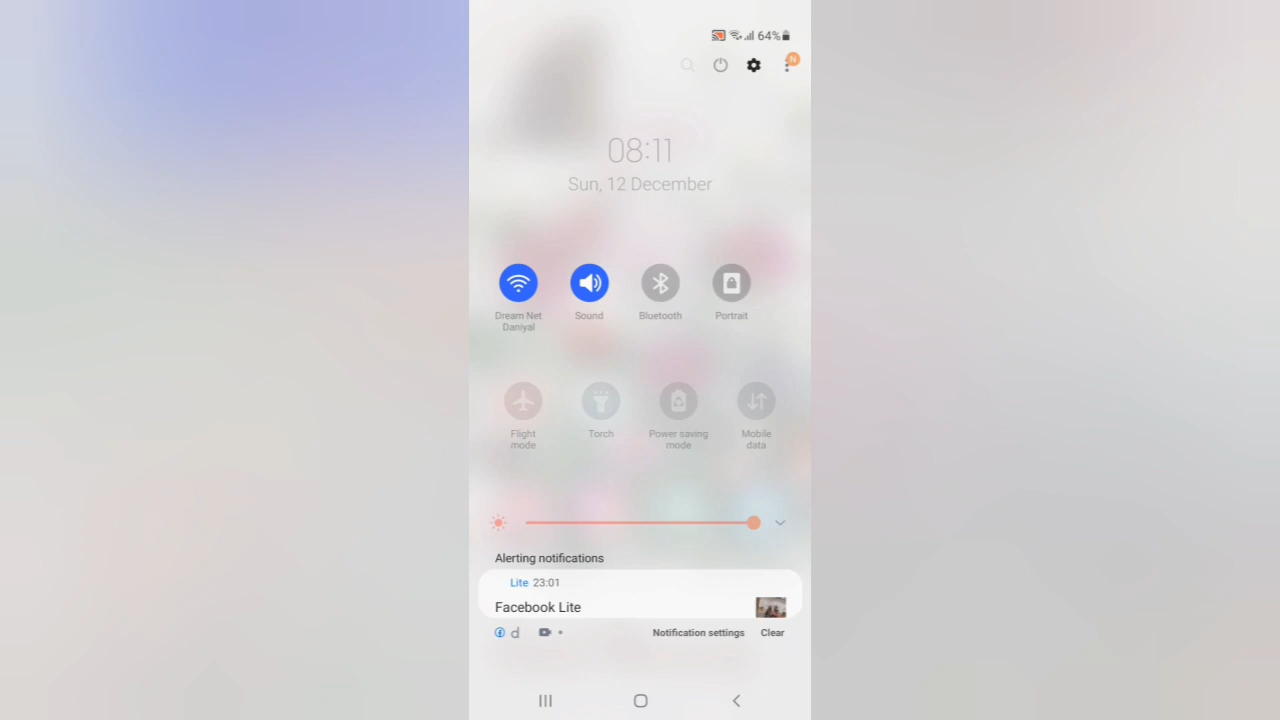 64%
N
08:11
Sun, 12 December
Dream Net
Daniyal
Sound
Bluetooth
Portrait
Flight
mode
Torch
Power saving
mode
Mobile
data
Alerting notifications
Lite 23:01
Facebook Lite
d
Notification settings
Clear